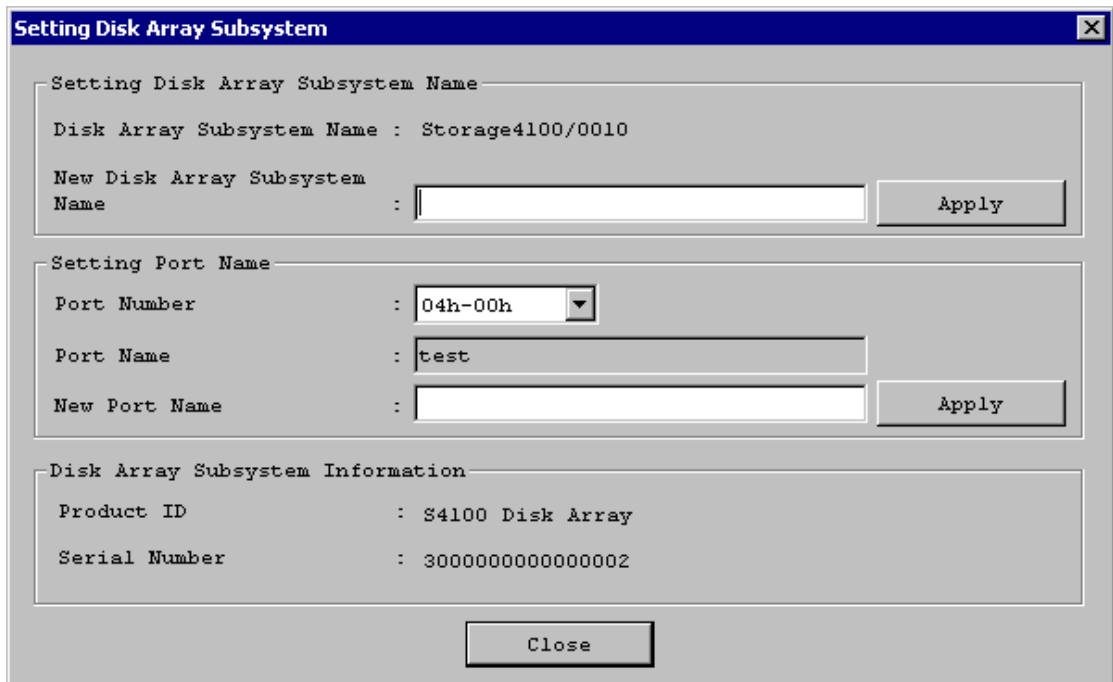 Setting Disk Array Subsystem
Setting Disk Array Subsystem Name
Disk Array Subsystem Name : Storage4100/0010
New Disk Array Subsystem
Name : Apply
Setting Port Name
Port Number : 04h-00h
Port Name : test
New Port Name : Apply
Disk Array Subsystem Information
Product ID : S4100 Disk Array
Serial Number : 3000000000000002
Close